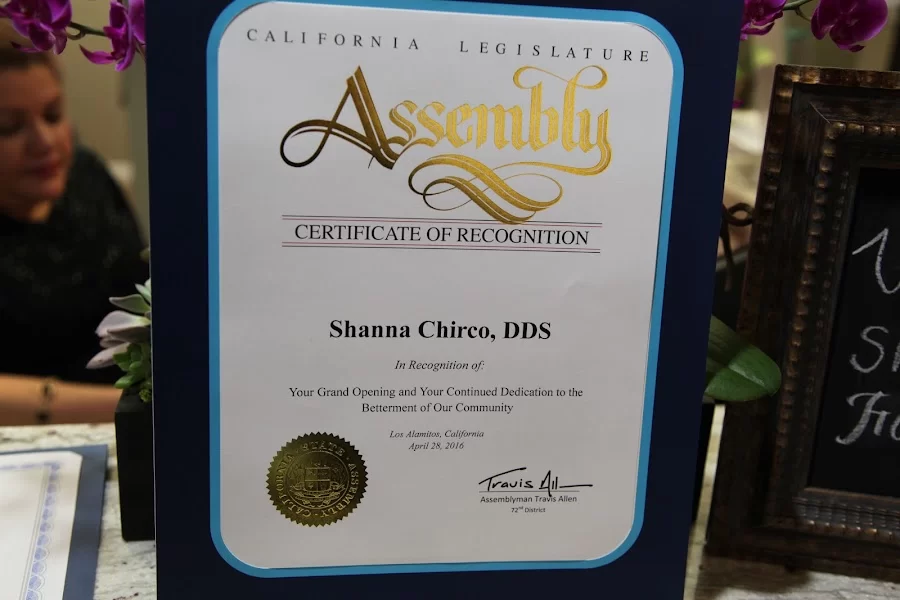 CALIFORNIA LEGISLATURE
Assembly
CERTIFICATE OF RECOGNITION
Shanna Chirco, DDS
In Recognition of:
Your Grand Opening and Your Continued Dedication to the
Betterment of Our Community
Los Alamitos, California
April 28, 2016
Travis All
Assemblyman Travis Allen
72nd District